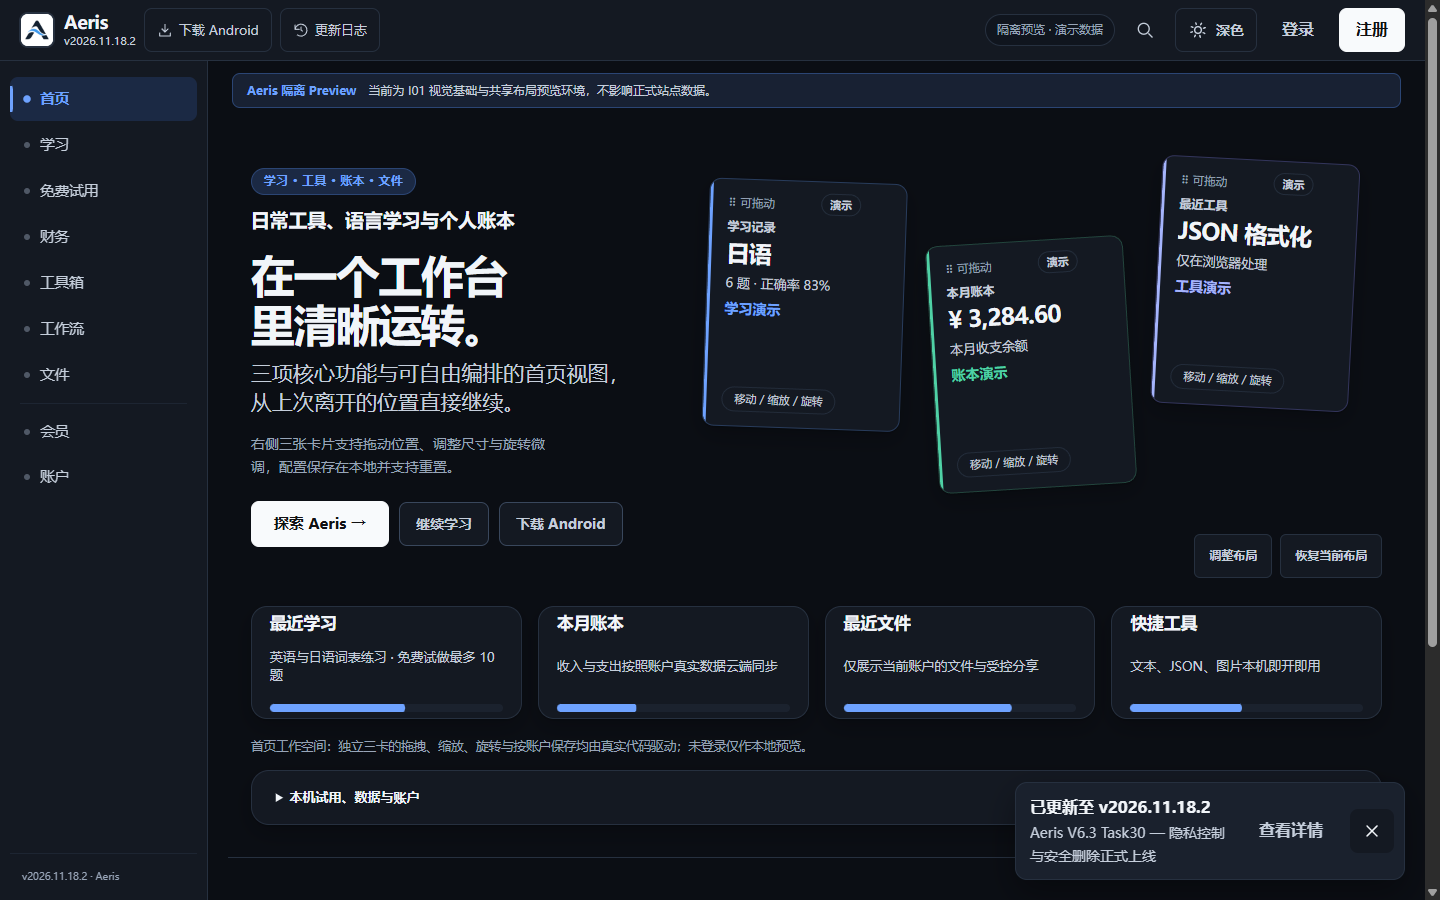 Aeris
v2026.11.18.2
下载 Android
更新日志
隔离预览 · 演示数据
深色
登录
注册
首页
学习
免费试用
财务
工具箱
工作流
文件
会员
账户
v2026.11.18.2 · Aeris
Aeris 隔离 Preview 当前为 I01 视觉基础与共享布局预览环境，不影响正式站点数据。
学习 • 工具 • 账本 • 文件
日常工具、语言学习与个人账本
在一个工作台
里清晰运转。
三项核心功能与可自由编排的首页视图，
从上次离开的位置直接继续。
右侧三张卡片支持拖动位置、调整尺寸与旋转微
调，配置保存在本地并支持重置。
探索 Aeris →
继续学习
下载 Android
⠿ 可拖动
演示
学习记录
日语
6 题 · 正确率 83%
学习演示
移动 / 缩放 / 旋转
⠿ 可拖动
演示
本月账本
¥ 3,284.60
本月收支余额
账本演示
移动 / 缩放 / 旋转
⠿ 可拖动
演示
最近工具
JSON 格式化
仅在浏览器处理
工具演示
移动 / 缩放 / 旋转
调整布局
恢复当前布局
最近学习
英语与日语词表练习 · 免费试做最多 10
题
本月账本
收入与支出按照账户真实数据云端同步
最近文件
仅展示当前账户的文件与受控分享
快捷工具
文本、JSON、图片本机即开即用
首页工作空间：独立三卡的拖拽、缩放、旋转与按账户保存均由真实代码驱动；未登录仅作本地预览。
▶ 本机试用、数据与账户
已更新至 v2026.11.18.2
Aeris V6.3 Task30 — 隐私控制
与安全删除正式上线
查看详情